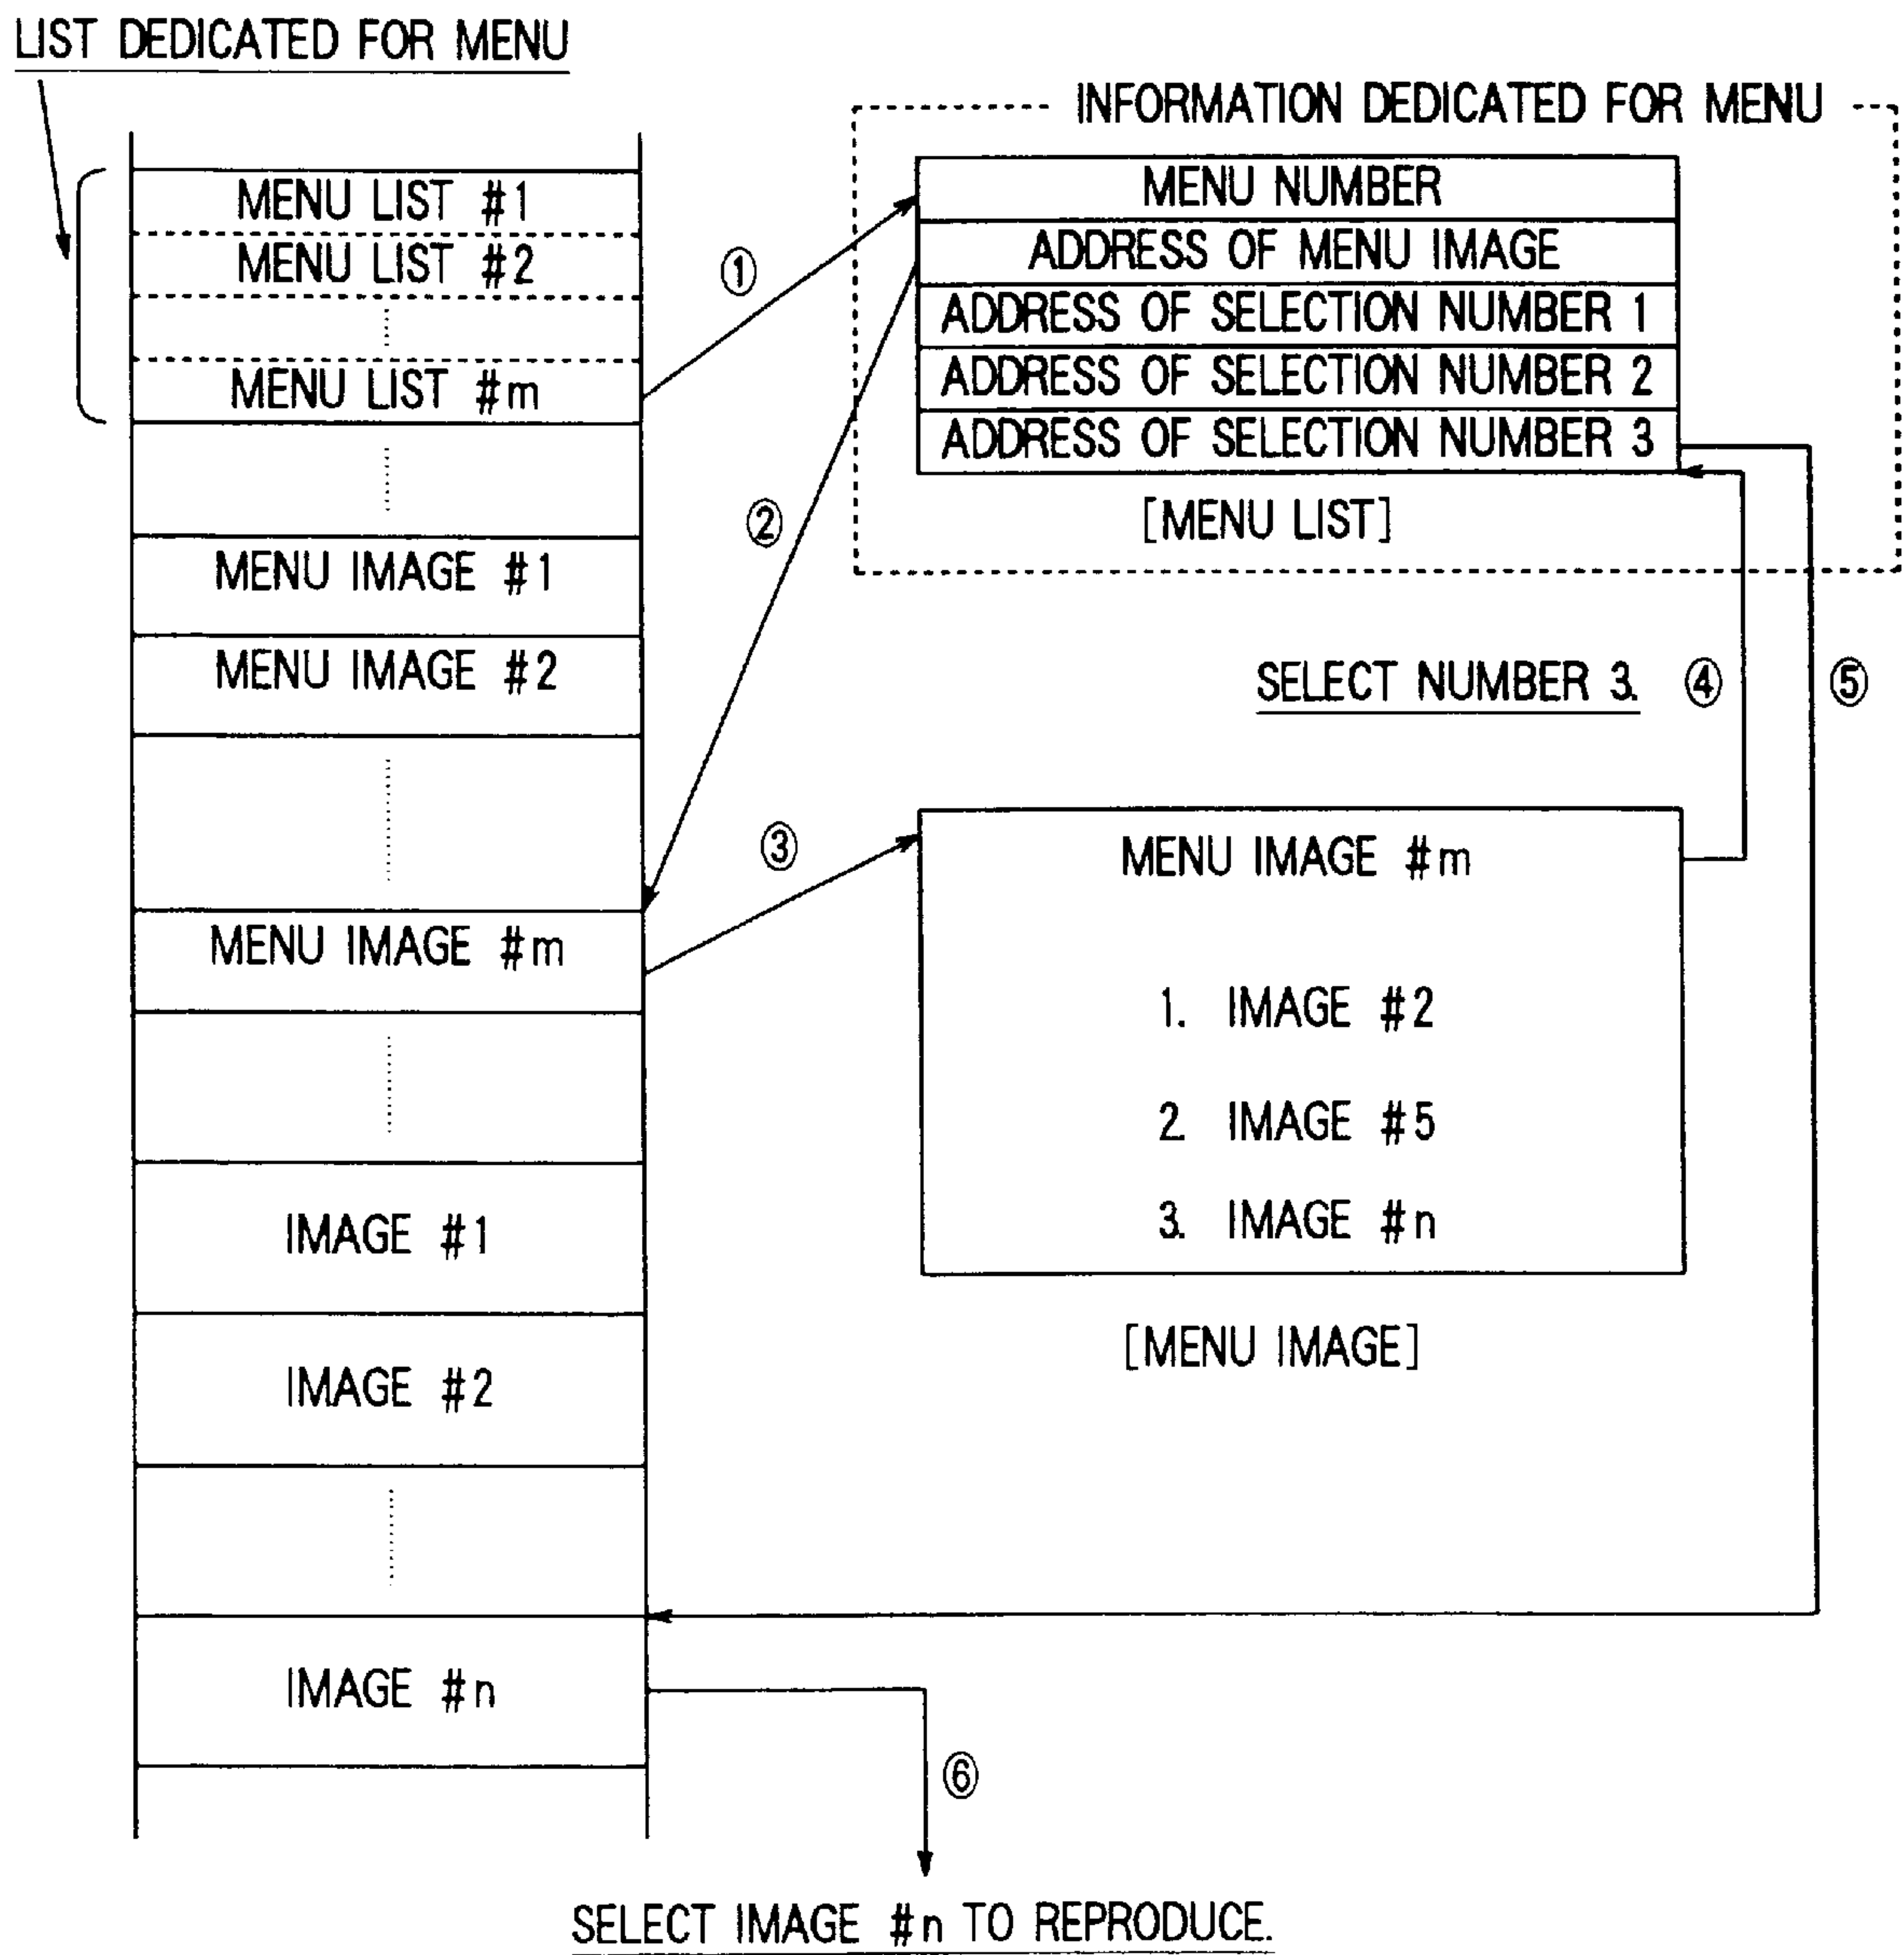 LIST DEDICATED FOR MENU
MENU LIST #1
MENU LIST #2
MENU LIST #m
MENU IMAGE #1
MENU IMAGE #2
MENU IMAGE #m
IMAGE #1
IMAGE #2
IMAGE #n
INFORMATION DEDICATED FOR MENU
MENU NUMBER
ADDRESS OF MENU IMAGE
ADDRESS OF SELECTION NUMBER 1
ADDRESS OF SELECTION NUMBER 2
ADDRESS OF SELECTION NUMBER 3
[MENU LIST]
①
②
③
SELECT NUMBER 3.
④
⑤
MENU IMAGE #m
1. IMAGE #2
2. IMAGE #5
3. IMAGE #n
[MENU IMAGE]
⑥
SELECT IMAGE #n TO REPRODUCE.